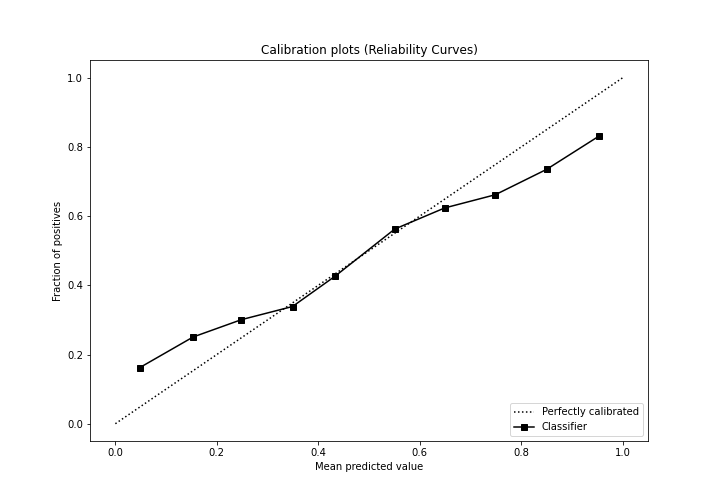 Calibration plots (Reliability Curves)
1.0
0.8
0.6
0.4
0.2
0.0
Fraction of positives
0.0 0.2 0.4 0.6 0.8 1.0
Mean predicted value
Perfectly calibrated
Classifier